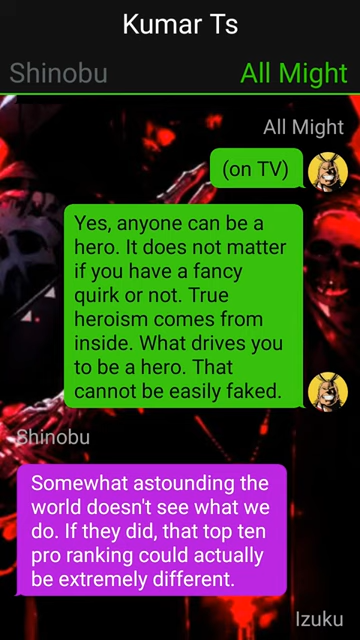 Kumar Ts
Shinobu
All Might
All Might
(on TV)
Yes, anyone can be a
hero. It does not matter
if you have a fancy
quirk or not. True
heroism comes from
inside. What drives you
to be a hero. That
cannot be easily faked.
Shinobu
Somewhat astounding the
world doesn't see what we
do. If they did, that top ten
pro ranking could actually
be extremely different.
Izuku